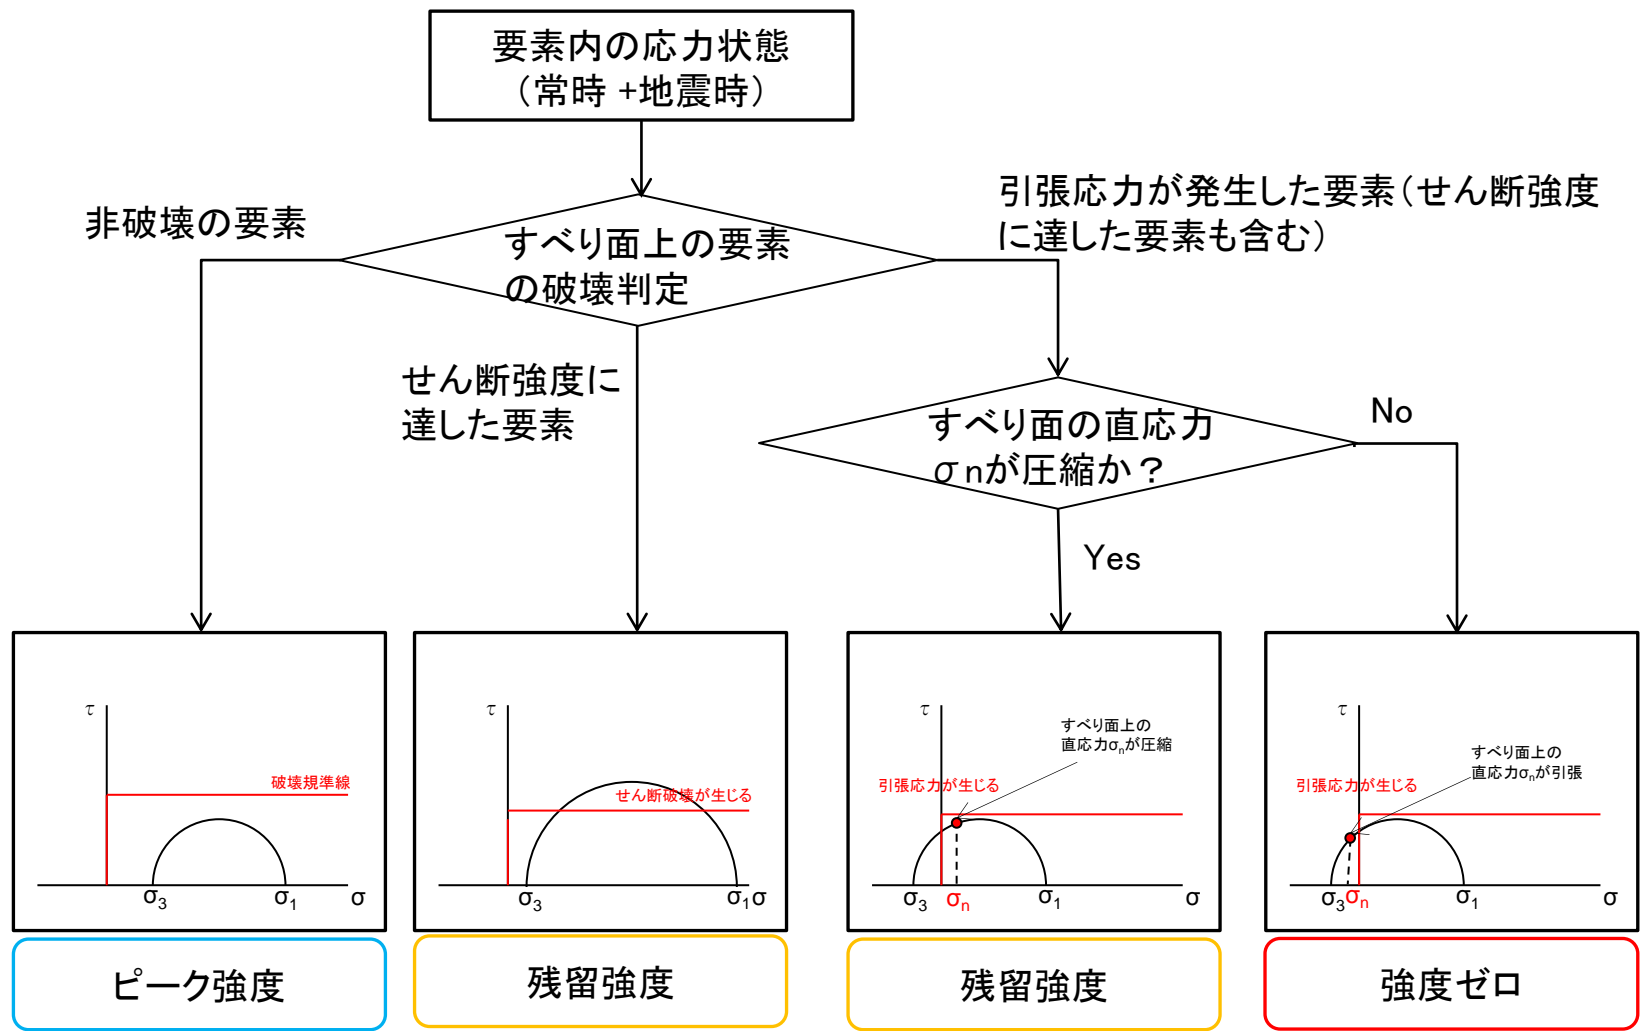 要素内の応力状態
（常時 +地震時）
非破壊の要素
すべり面上の要素
の破壊判定
引張応力が発生した要素（せん断強度
に達した要素も含む）
せん断強度に
達した要素
すべり面の直応力
σnが圧縮か？
No
Yes
τ
破壊規準線
σ3
σ1
σ
τ
せん断破壊が生じる
σ3
σ1
σ
τ
すべり面上の
直応力σnが圧縮
引張応力が生じる
σ3
σn
σ1
σ
τ
すべり面上の
直応力σnが引張
引張応力が生じる
σ3
σn
σ1
σ
ピーク強度
残留強度
残留強度
強度ゼロ